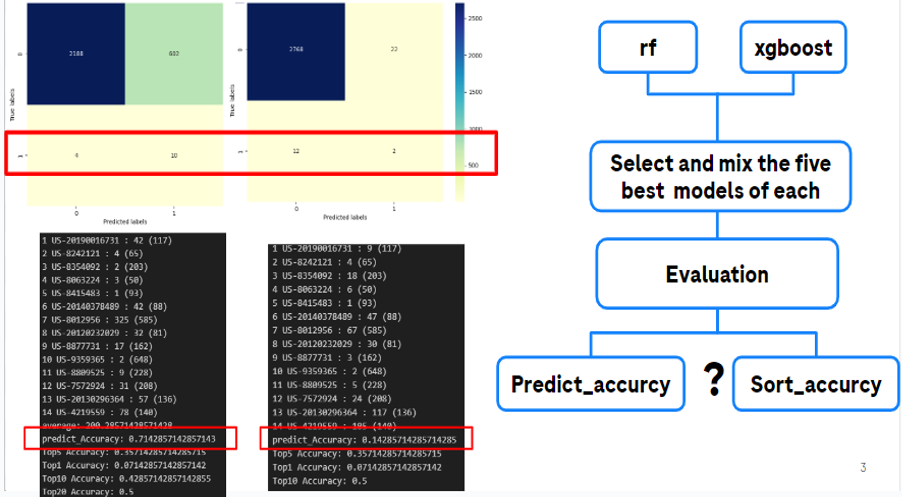 2500
2000
1500
1000
500
0
2188
602
0
2768
22
True labels
True labels
1
4
10
1
12
2
0
1
0
1
Predicted labels
Predicted labels
1 US-20190016731 : 42 (117)
2 US-8242121 : 4 (65)
3 US-8354092 : 2 (203)
4 US-8063224 : 3 (50)
5 US-8415483 : 1 (93)
6 US-20140378489 : 42 (88)
7 US-8012956 : 325 (585)
8 US-20120232029 : 32 (81)
9 US-8877731 : 17 (162)
10 US-9359365 : 2 (648)
11 US-8809525 : 9 (228)
12 US-7572924 : 31 (208)
13 US-20130296364 : 57 (136)
14 US-4219559 : 78 (140)
average: 200.28571428571428
predict_Accuracy: 0.7142857142857143
Top5 Accuracy: 0.35714285714285715
Top1 Accuracy: 0.07142857142857142
Top10 Accuracy: 0.42857142857142855
Top20 Accuracy: 0.5
1 US-20190016731 : 9 (117)
2 US-8242121 : 4 (65)
3 US-8354092 : 18 (203)
4 US-8063224 : 6 (50)
5 US-8415483 : 1 (93)
6 US-20140378489 : 47 (88)
7 US-8012956 : 67 (585)
8 US-20120232029 : 30 (81)
9 US-8877731 : 3 (162)
10 US-9359365 : 2 (648)
11 US-8809525 : 5 (228)
12 US-7572924 : 24 (208)
13 US-20130296364 : 117 (136)
14 US-4219559 : 105 (140)
predict_Accuracy: 0.14285714285714285
Top5 Accuracy: 0.35714285714285715
Top1 Accuracy: 0.07142857142857142
Top10 Accuracy: 0.5
rf
xgboost
Select and mix the five
best models of each
Evaluation
Predict_accurcy
?
Sort_accurcy
3